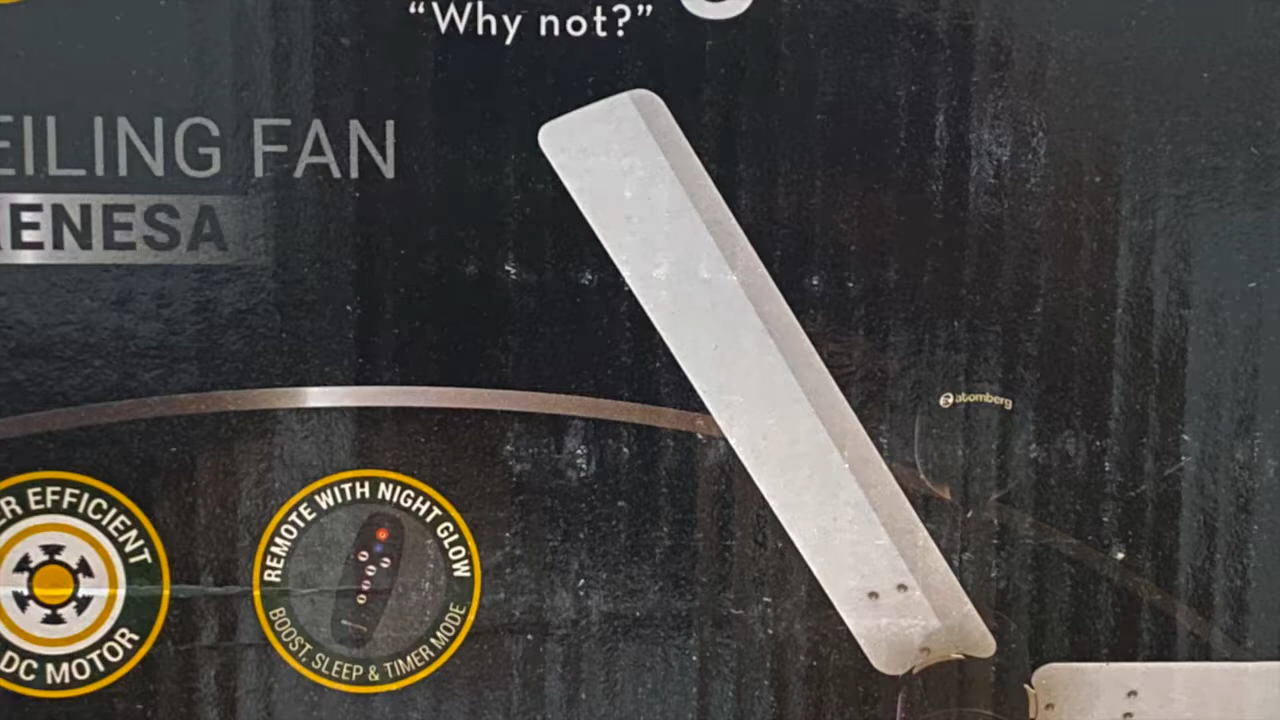 “Why not?”
EILING FAN
ENESA
atomberg
R EFFICIENT
DC MOTOR
REMOTE WITH NIGHT GLOW
BOOST, SLEEP & TIMER MODE